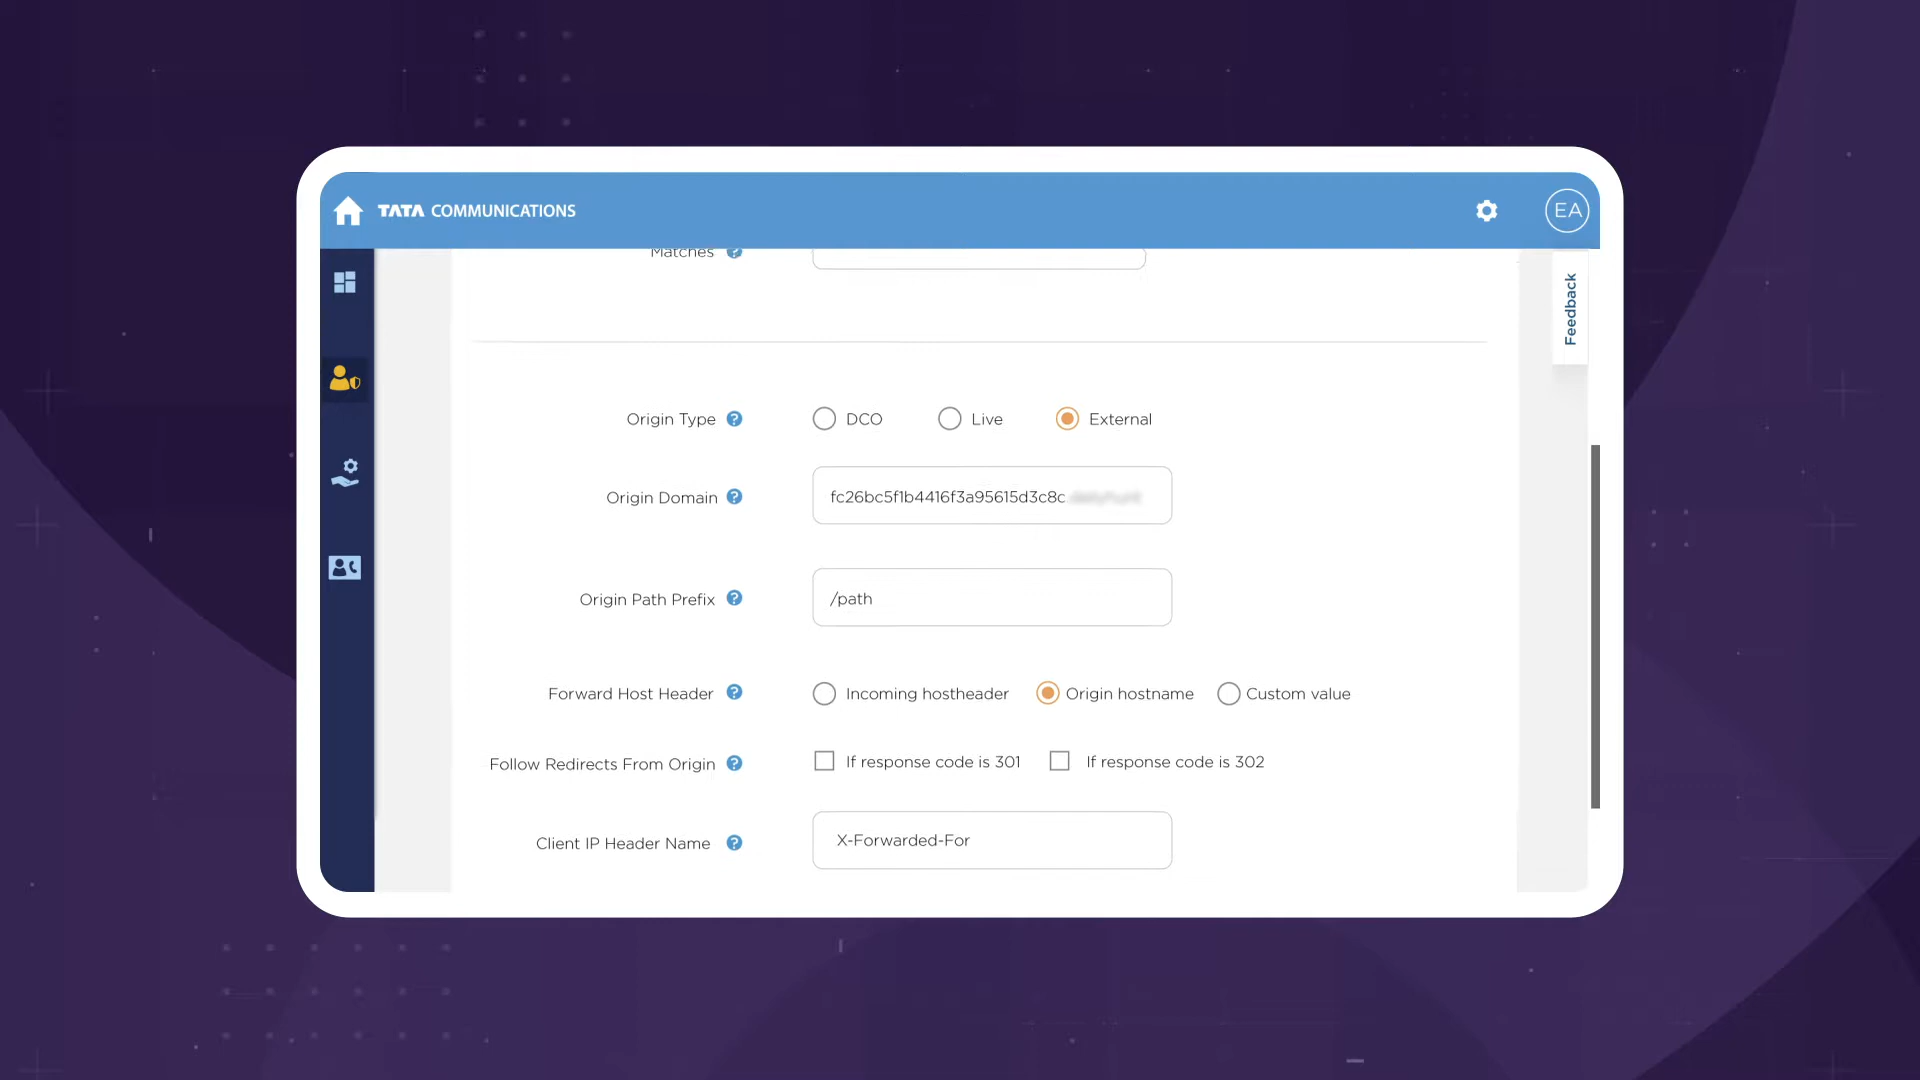 TATA COMMUNICATIONS
EA
Matches
Feedback
Origin Type DCO Live External
Origin Domain fc26bc5f1b4416f3a95615d3c8c
Origin Path Prefix /path
Forward Host Header Incoming hostheader Origin hostname Custom value
Follow Redirects From Origin If response code is 301 If response code is 302
Client IP Header Name X-Forwarded-For